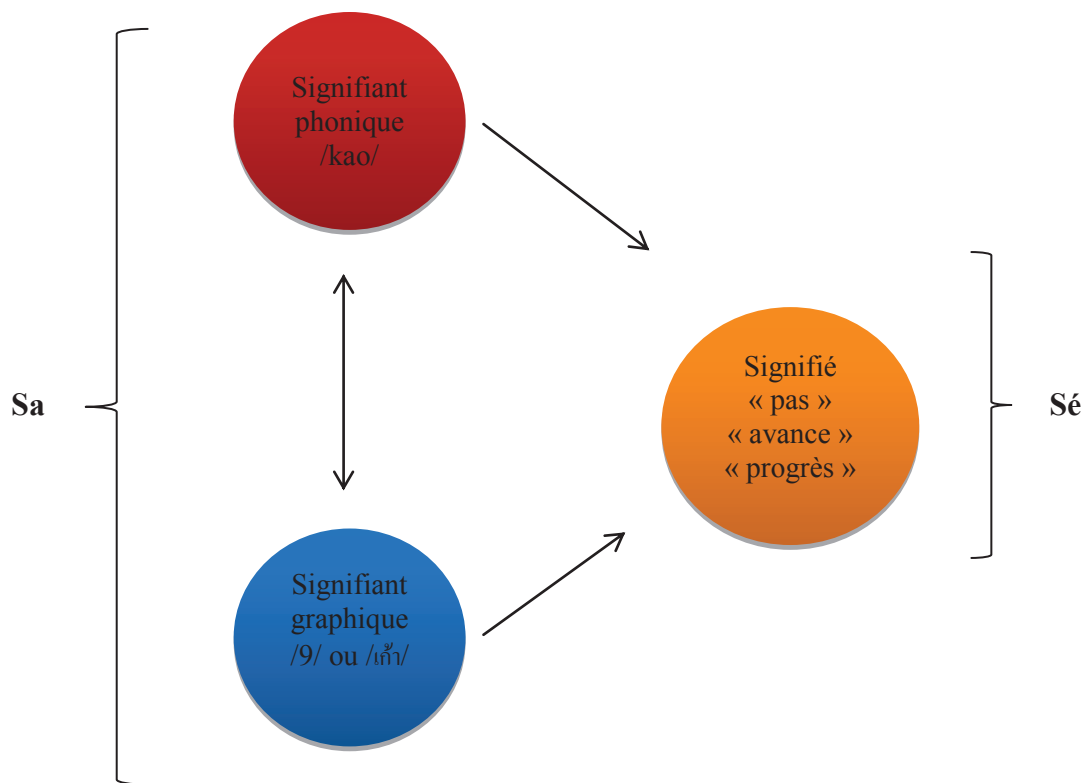 Signifiant
phonique
/kao/
Sa
Signifié
« pas »
« avance »
« progrès »
Sé
Signifiant
graphique
/9/ ou /เก้า/